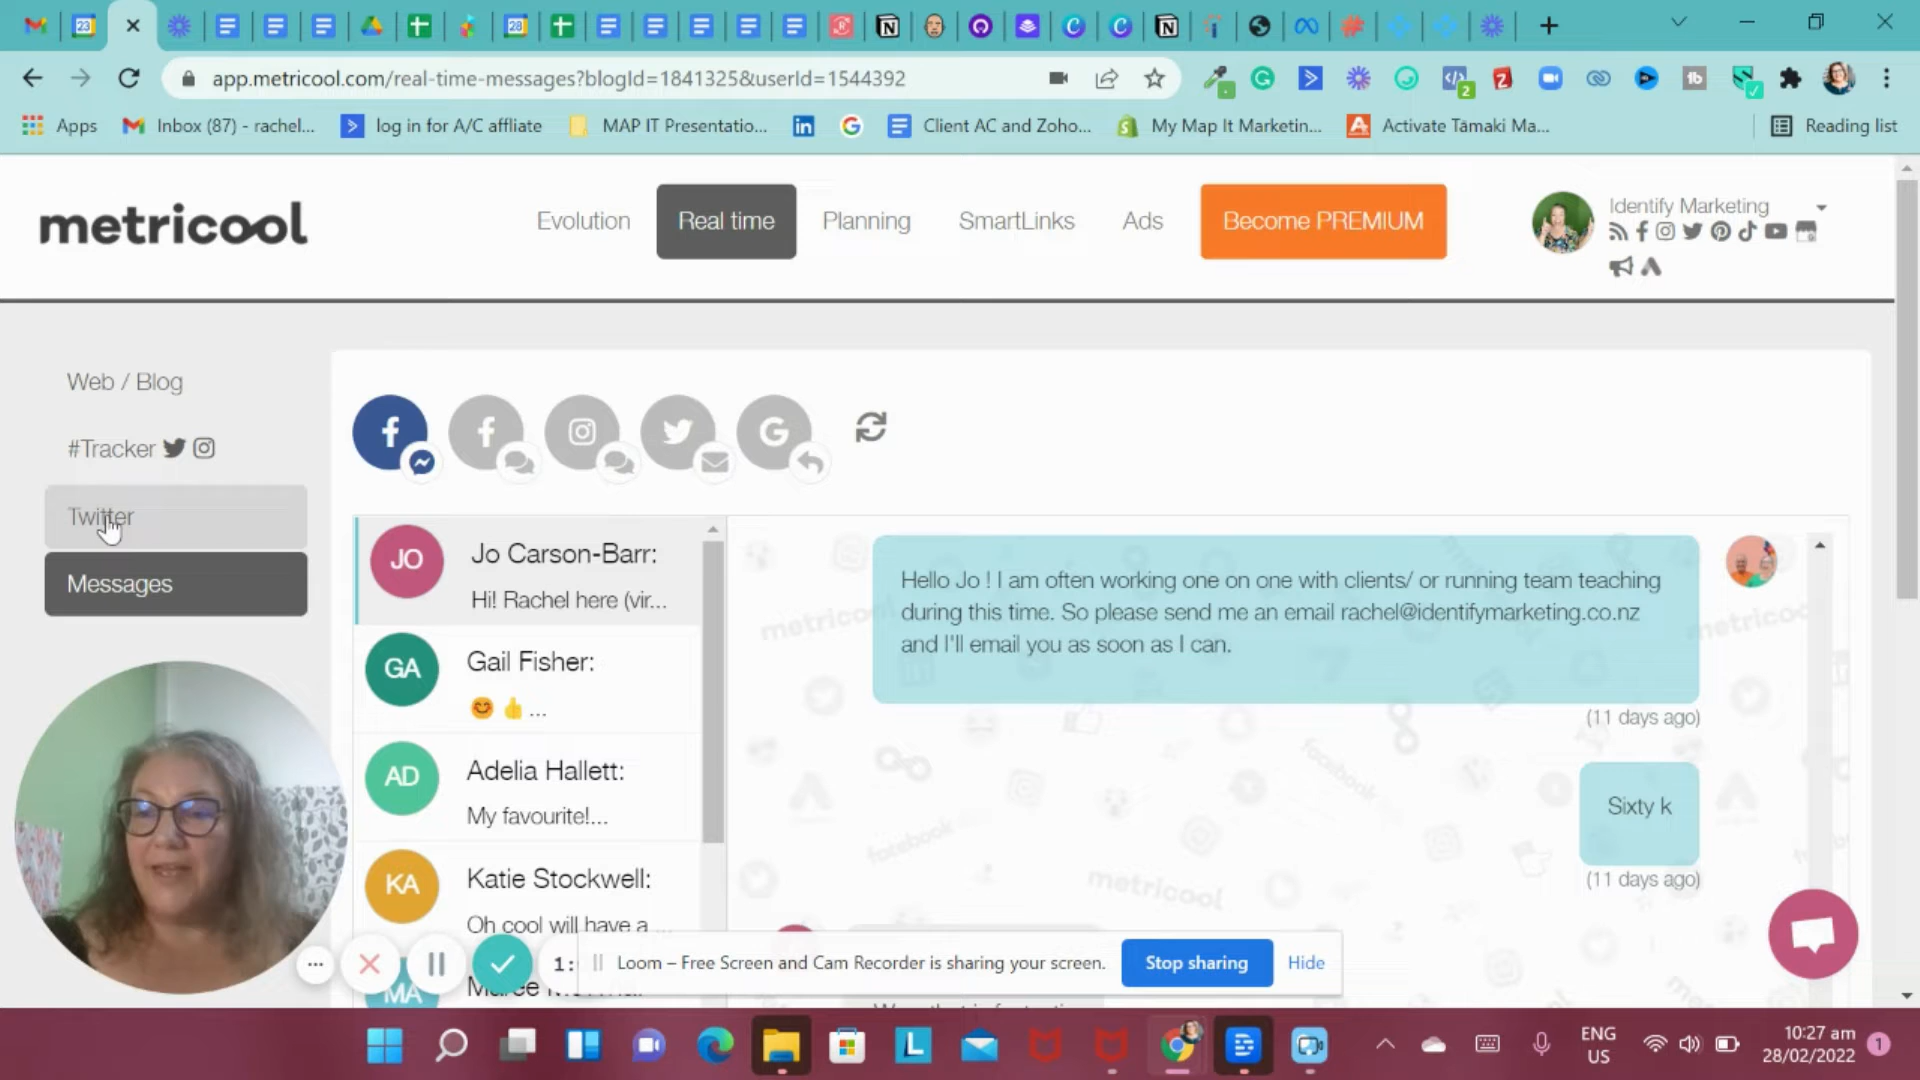 app.metricool.com/real-time-messages?blogId=1841325&userId=1544392
Apps
Inbox (87) - rachel...
log in for A/C affliate
MAP IT Presentatio...
Client AC and Zoho...
My Map It Marketin...
Activate Tāmaki Ma...
Reading list
metricool
Evolution
Real time
Planning
SmartLinks
Ads
Become PREMIUM
Identify Marketing
Web / Blog
#Tracker
Twitter
Messages
JO
Jo Carson-Barr:
Hi! Rachel here (vir...
GA
Gail Fisher:
😊 👍 ...
AD
Adelia Hallett:
My favourite!...
KA
Katie Stockwell:
Oh cool will have a ...
MA
Hello Jo ! I am often working one on one with clients/ or running team teaching
during this time. So please send me an email rachel@identifymarketing.co.nz
and I'll email you as soon as I can.
(11 days ago)
Sixty k
(11 days ago)
1:
Loom – Free Screen and Cam Recorder is sharing your screen.
Stop sharing
Hide
ENG
US
10:27 am
28/02/2022
1